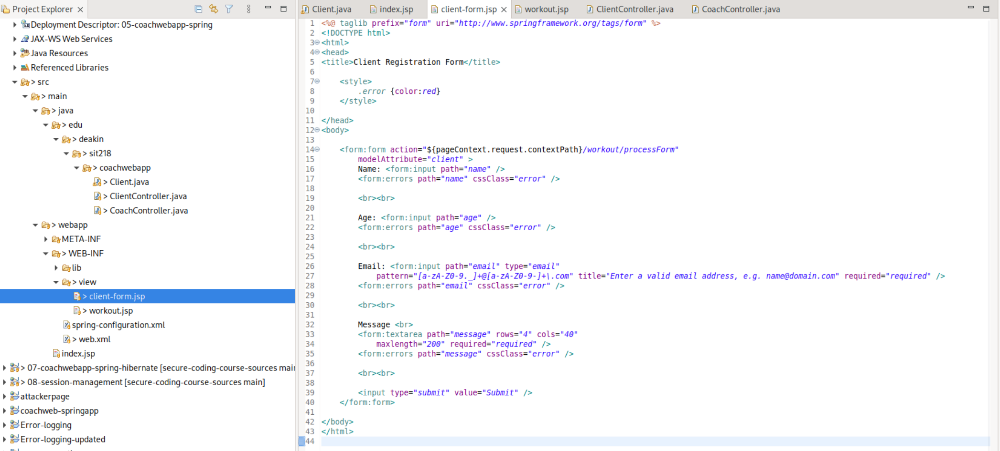 Project Explorer
Deployment Descriptor: 05-coachwebapp-spring
JAX-WS Web Services
Java Resources
Referenced Libraries
> src
> main
> java
> edu
> deakin
> sit218
> coachwebapp
> Client.java
> ClientController.java
> CoachController.java
> webapp
META-INF
> WEB-INF
lib
> view
> client-form.jsp
> workout.jsp
spring-configuration.xml
> web.xml
index.jsp
> 07-coachwebapp-spring-hibernate [secure-coding-course-sources mai
> 08-session-management [secure-coding-course-sources main]
attackerpage
coachweb-springapp
Error-logging
Error-logging-updated
Client.java index.jsp client-form.jsp workout.jsp ClientController.java CoachController.java
1 <%@ taglib prefix="form" uri="http://www.springframework.org/tags/form" %>
2 <!DOCTYPE html>
3 <html>
4 <head>
5 <title>Client Registration Form</title>
6
7 <style>
8 .error {color:red}
9 </style>
10
11 </head>
12 <body>
13
14 <form:form action="${pageContext.request.contextPath}/workout/processForm"
15 modelAttribute="client" >
16 Name: <form:input path="name" />
17 <form:errors path="name" cssClass="error" />
18
19 <br><br>
20
21 Age: <form:input path="age" />
22 <form:errors path="age" cssClass="error" />
23
24 <br><br>
25
26 Email: <form:input path="email" type="email"
27 pattern="[a-zA-Z0-9._]+@[a-zA-Z0-9-]+\.com" title="Enter a valid email address, e.g. name@domain.com" required="required" />
28 <form:errors path="email" cssClass="error" />
29
30 <br><br>
31
32 Message <br>
33 <form:textarea path="message" rows="4" cols="40"
34 maxlength="200" required="required" />
35 <form:errors path="message" cssClass="error" />
36
37 <br><br>
38
39 <input type="submit" value="Submit" />
40 </form:form>
41
42 </body>
43 </html>
44